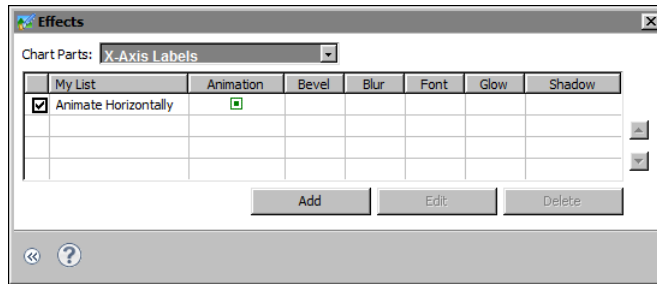 Effects
Chart Parts: X-Axis Labels
My List Animation Bevel Blur Font Glow Shadow
Animate Horizontally
Add Edit Delete
?